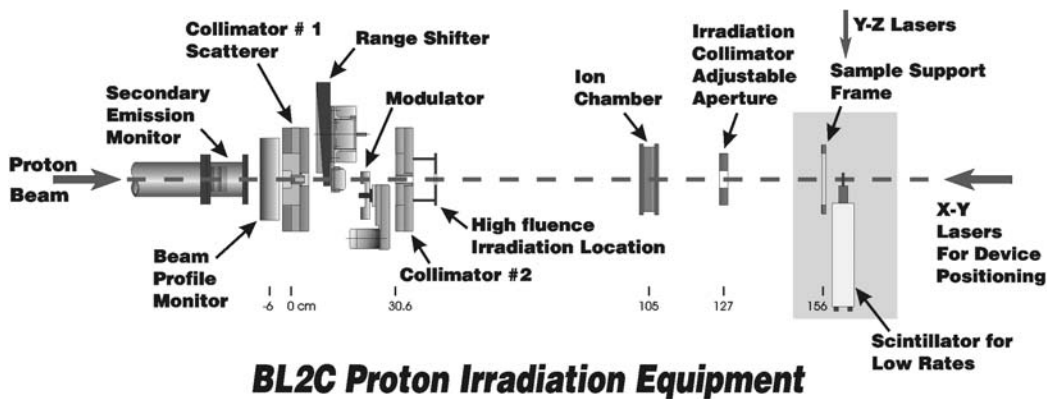 Collimator # 1
Scatterer
Range Shifter
Secondary
Emission
Monitor
Modulator
Proton
Beam
Ion
Chamber
Irradiation
Collimator
Adjustable
Aperture
Y-Z Lasers
Sample Support
Frame
Beam
Profile
Monitor
High fluence
Irradiation Location
Collimator #2
X-Y
Lasers
For Device
Positioning
-6
0 cm
30.6
105
127
156
Scintillator for
Low Rates
BL2C Proton Irradiation Equipment